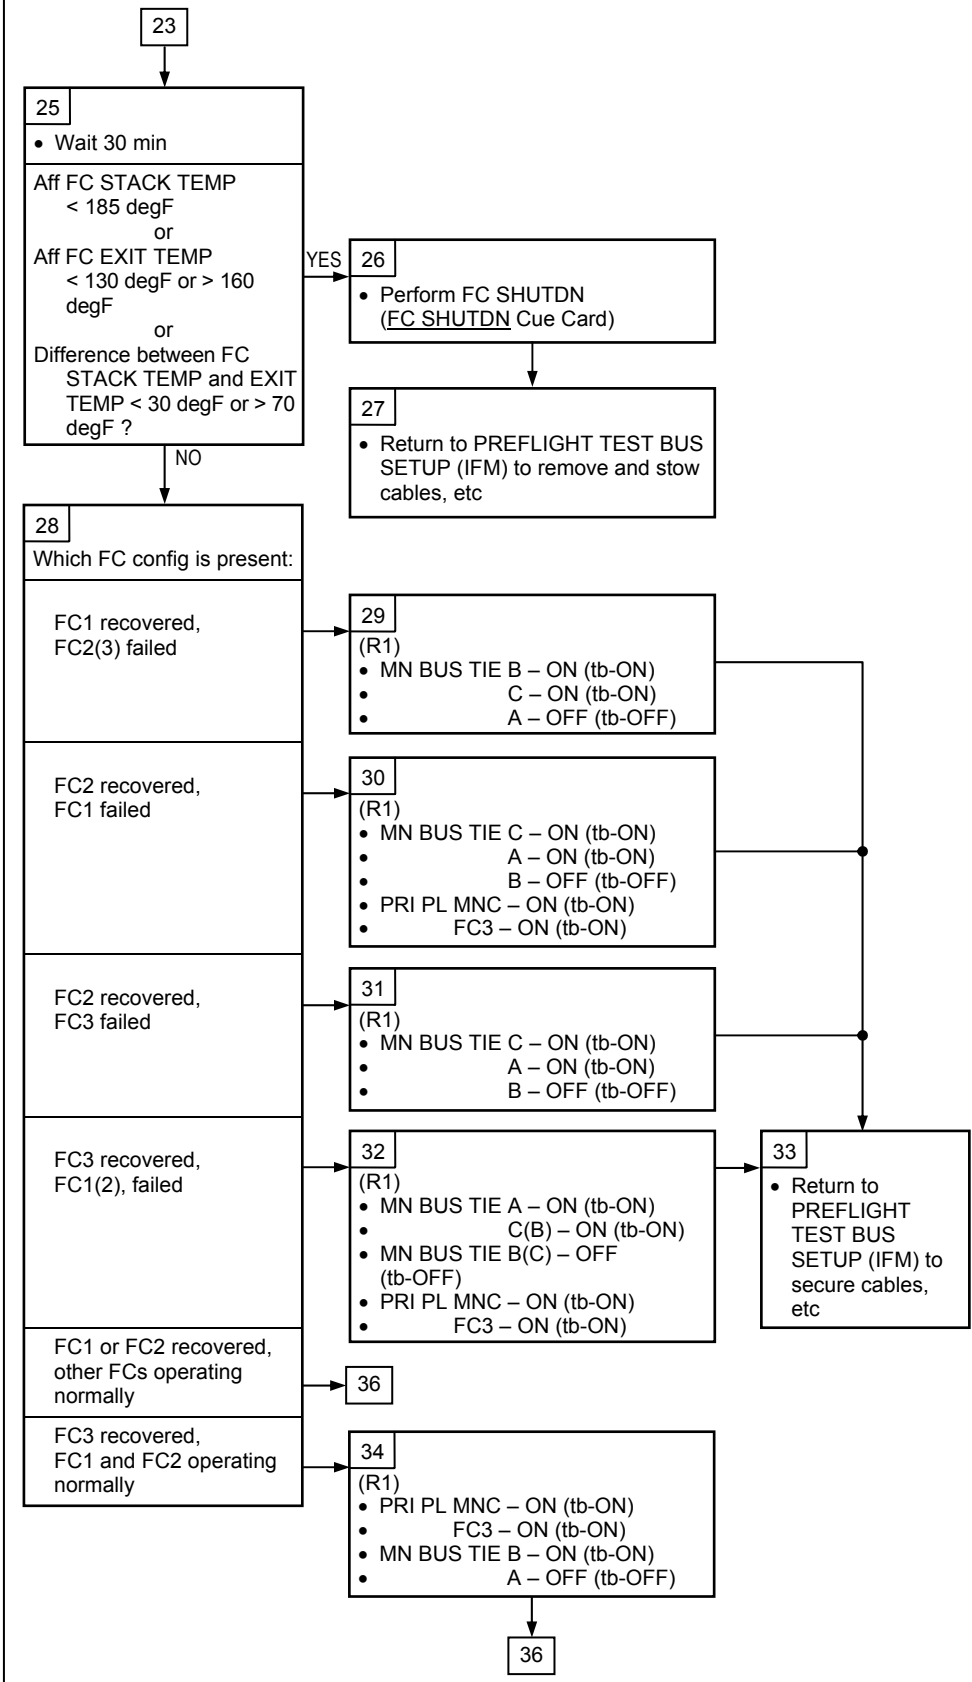 23
25
• Wait 30 min
Aff FC STACK TEMP
< 185 degF
or
Aff FC EXIT TEMP
< 130 degF or > 160
degF
or
Difference between FC
STACK TEMP and EXIT
TEMP < 30 degF or > 70
degF ?
YES
26
• Perform FC SHUTDN
(FC SHUTDN Cue Card)
27
• Return to PREFLIGHT TEST BUS
SETUP (IFM) to remove and stow
cables, etc
NO
28
Which FC config is present:
FC1 recovered,
FC2(3) failed
29
(R1)
• MN BUS TIE B – ON (tb-ON)
• C – ON (tb-ON)
• A – OFF (tb-OFF)
FC2 recovered,
FC1 failed
30
(R1)
• MN BUS TIE C – ON (tb-ON)
• A – ON (tb-ON)
• B – OFF (tb-OFF)
• PRI PL MNC – ON (tb-ON)
• FC3 – ON (tb-ON)
FC2 recovered,
FC3 failed
31
(R1)
• MN BUS TIE C – ON (tb-ON)
• A – ON (tb-ON)
• B – OFF (tb-OFF)
FC3 recovered,
FC1(2), failed
32
(R1)
• MN BUS TIE A – ON (tb-ON)
• C(B) – ON (tb-ON)
• MN BUS TIE B(C) – OFF
(tb-OFF)
• PRI PL MNC – ON (tb-ON)
• FC3 – ON (tb-ON)
33
• Return to
PREFLIGHT
TEST BUS
SETUP (IFM) to
secure cables,
etc
FC1 or FC2 recovered,
other FCs operating
normally
36
FC3 recovered,
FC1 and FC2 operating
normally
34
(R1)
• PRI PL MNC – ON (tb-ON)
• FC3 – ON (tb-ON)
• MN BUS TIE B – ON (tb-ON)
• A – OFF (tb-OFF)
36